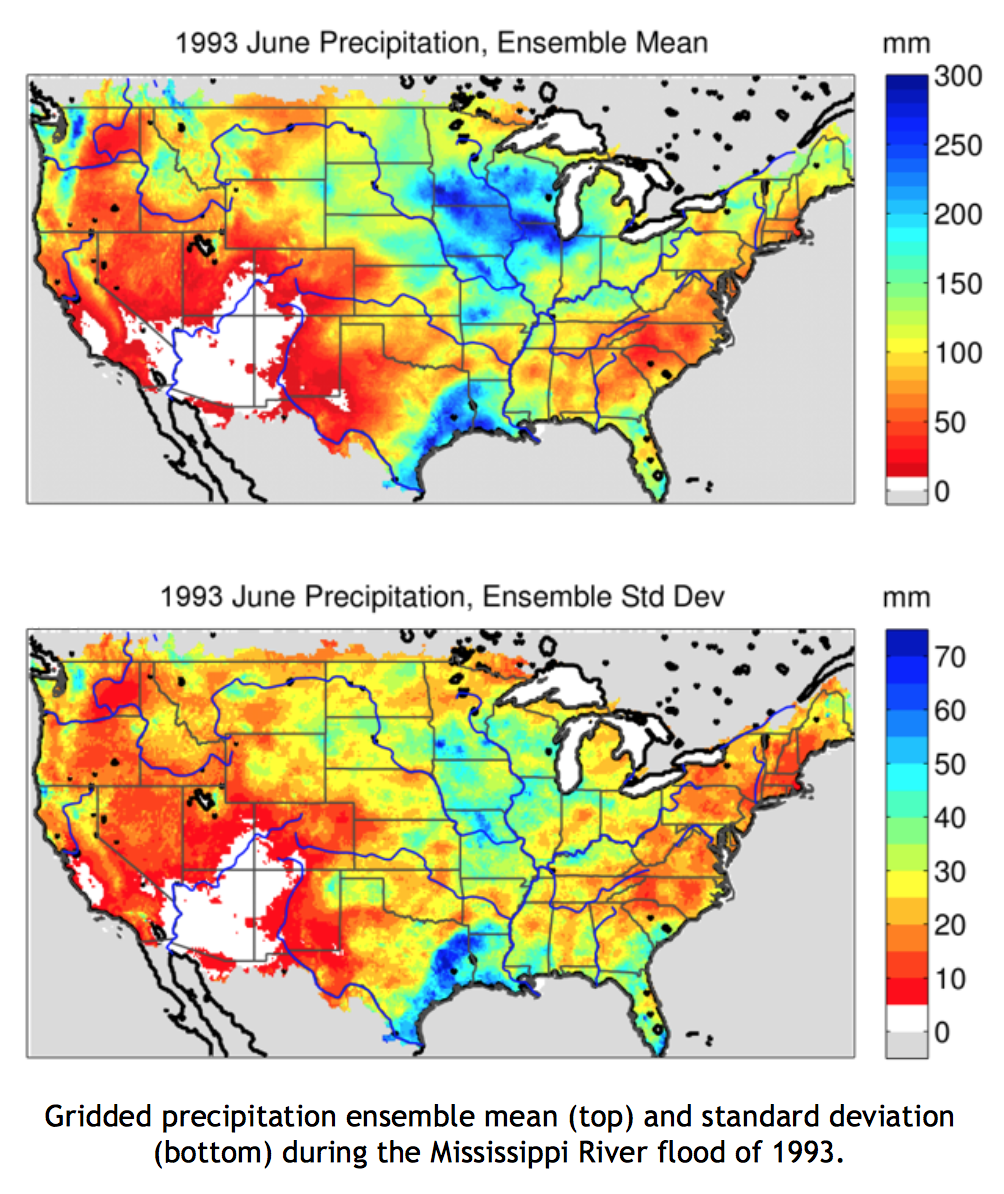 1993 June Precipitation, Ensemble Mean
mm
300
250
200
150
100
50
0
1993 June Precipitation, Ensemble Std Dev
mm
70
60
50
40
30
20
10
0
Gridded precipitation ensemble mean (top) and standard deviation
(bottom) during the Mississippi River flood of 1993.